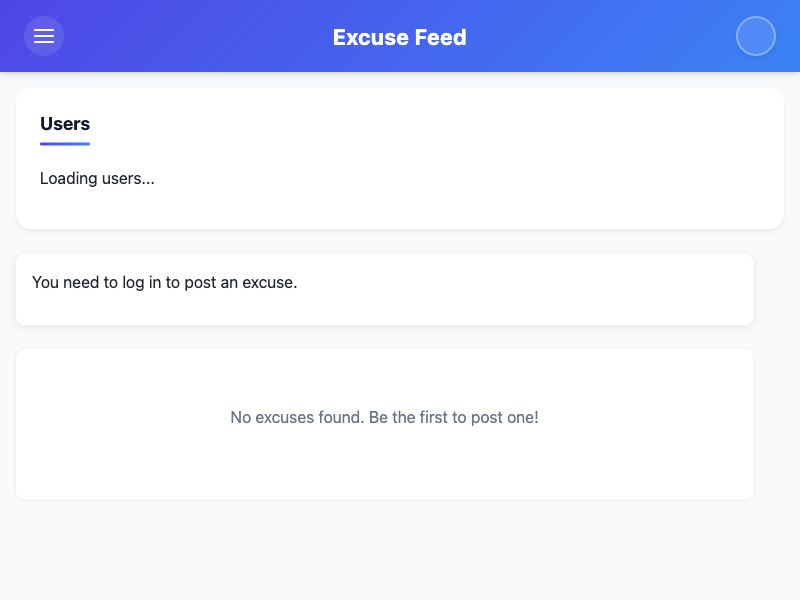 Excuse Feed
Users
Loading users...
You need to log in to post an excuse.
No excuses found. Be the first to post one!